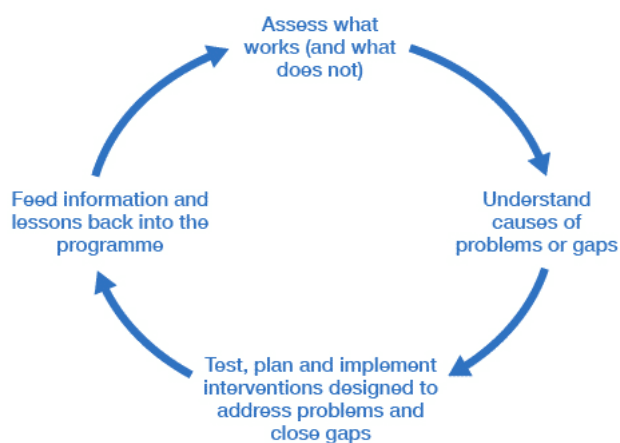 Assess what
works (and what
does not)
Understand
causes of
problems or gaps
Test, plan and implement
interventions designed to
address problems and
close gaps
Feed information and
lessons back into the
programme